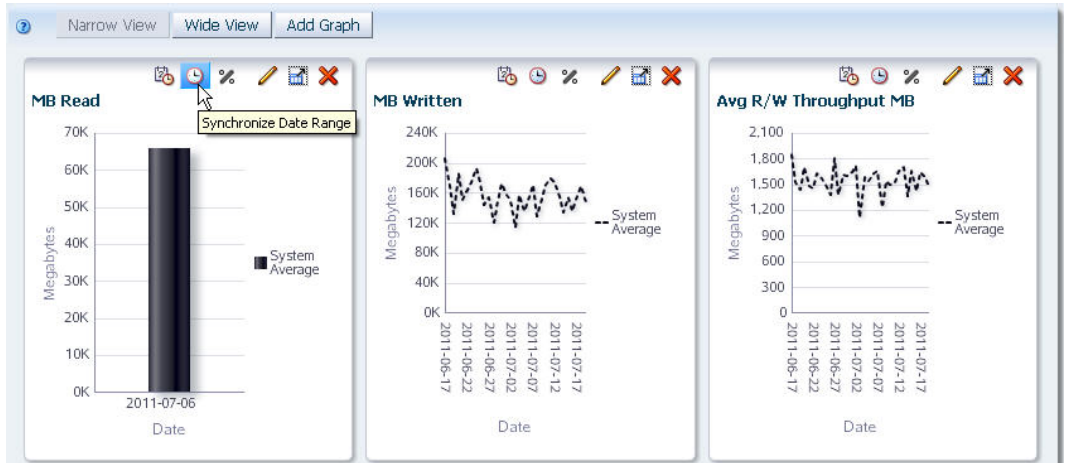 Narrow View
Wide View
Add Graph
MB Read
Synchronize Date Range
70K
60K
50K
40K
30K
20K
10K
0K
Megabytes
2011-07-06
Date
System
Average
MB Written
240K
200K
160K
120K
80K
40K
0K
Megabytes
2011-06-17
2011-06-22
2011-06-27
2011-07-02
2011-07-07
2011-07-12
2011-07-17
Date
System
Average
Avg R/W Throughput MB
2,100
1,800
1,500
1,200
900
600
300
0
Megabytes
2011-06-17
2011-06-22
2011-06-27
2011-07-02
2011-07-07
2011-07-12
2011-07-17
Date
System
Average